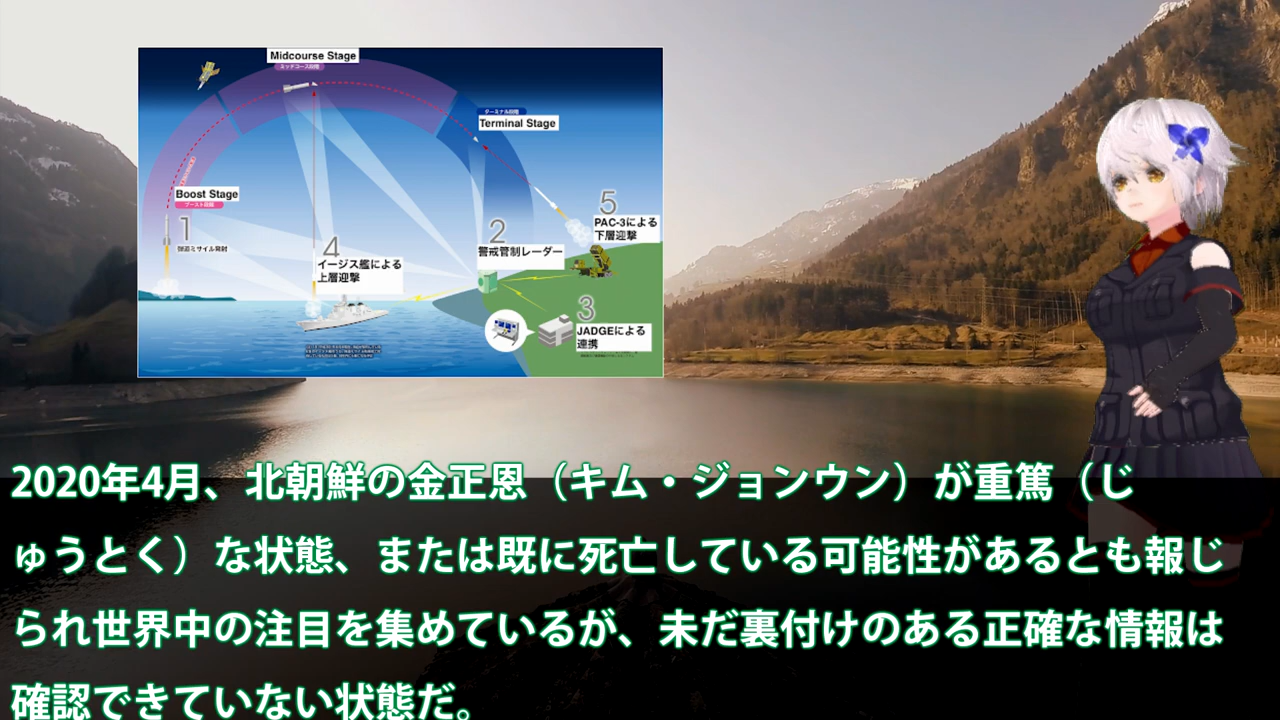 Midcourse Stage
ミッドコース段階
ターミナル段階
Terminal Stage
Boost Stage
ブースト段階
1
弾道ミサイル発射
5
PAC-3による
下層迎撃
2
警戒管制レーダー
4
イージス艦による
上層迎撃
3
JADGEによる
連携
2020年4月、北朝鮮の金正恩（キム・ジョンウン）が重篤（じ
ゅうとく）な状態、または既に死亡している可能性があるとも報じ
られ世界中の注目を集めているが、未だ裏付けのある正確な情報は
確認できていない状態だ。